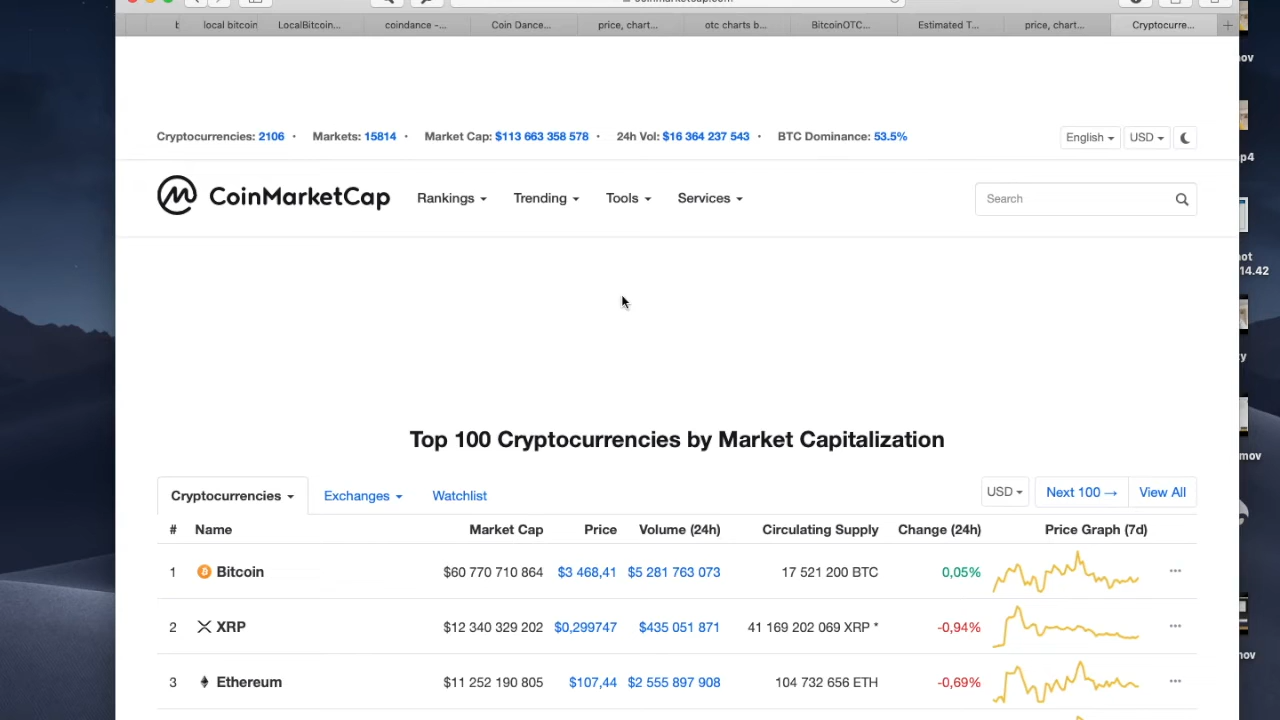 local bitcoin LocalBitcoin... coindance -... Coin Dance... price, chart... otc charts b... BitcoinOTC... Estimated T... price, chart... Cryptocurre...
Cryptocurrencies: 2106 • Markets: 15814 • Market Cap: $113 663 358 578 • 24h Vol: $16 364 237 543 • BTC Dominance: 53.5% English USD
CoinMarketCap Rankings Trending Tools Services Search
Top 100 Cryptocurrencies by Market Capitalization
Cryptocurrencies Exchanges Watchlist USD Next 100 → View All
# Name Market Cap Price Volume (24h) Circulating Supply Change (24h) Price Graph (7d)
1 Bitcoin $60 770 710 864 $3 468,41 $5 281 763 073 17 521 200 BTC 0,05%
2 XRP $12 340 329 202 $0,299747 $435 051 871 41 169 202 069 XRP * -0,94%
3 Ethereum $11 252 190 805 $107,44 $2 555 897 908 104 732 656 ETH -0,69%
14.42